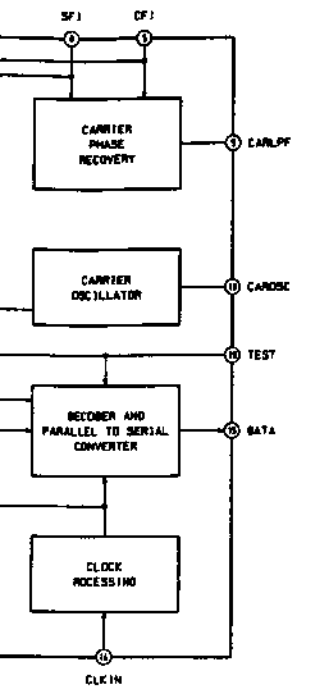 SFI CFI
CARRIER
PHASE
RECOVERY
CARLPF
CARRIER
OSCILLATOR
CAROSC
TEST
DECODER AND
PARALLEL TO SERIAL
CONVERTER
DATA
CLOCK
PROCESSING
CLKIN